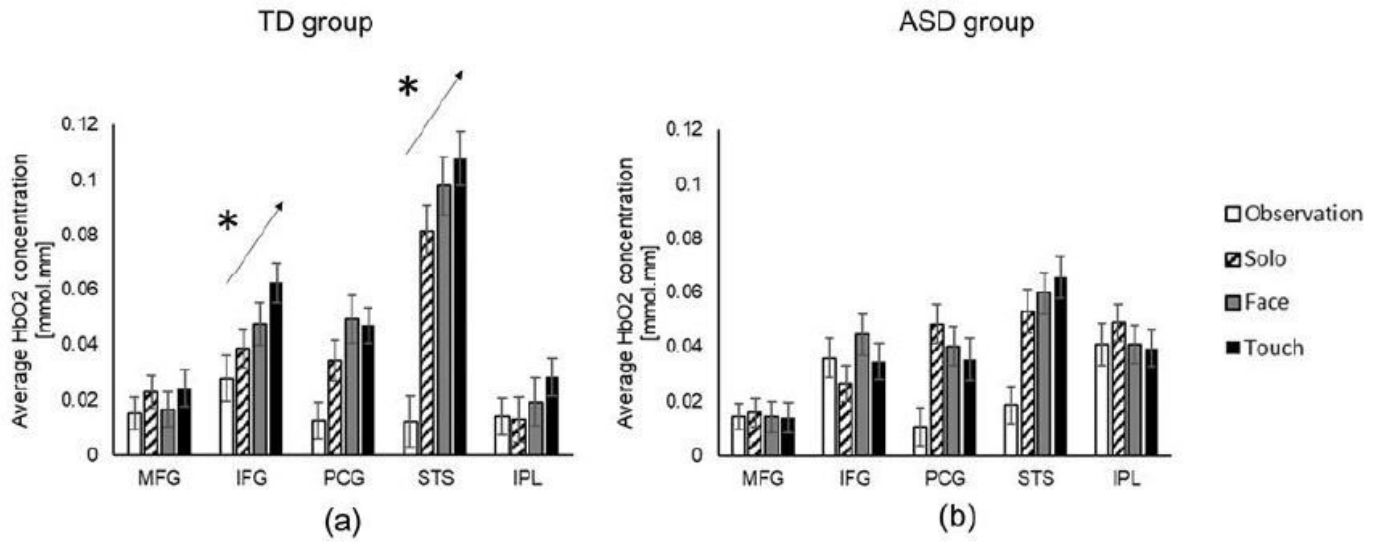 TD group
*
*
Average HbO2 concentration
[mmol.mm]
0.12
0.1
0.08
0.06
0.04
0.02
0
MFG IFG PCG STS IPL
(a)
ASD group
Average HbO2 concentration
[mmol.mm]
0.12
0.1
0.08
0.06
0.04
0.02
0
MFG IFG PCG STS IPL
(b)
Observation
Solo
Face
Touch